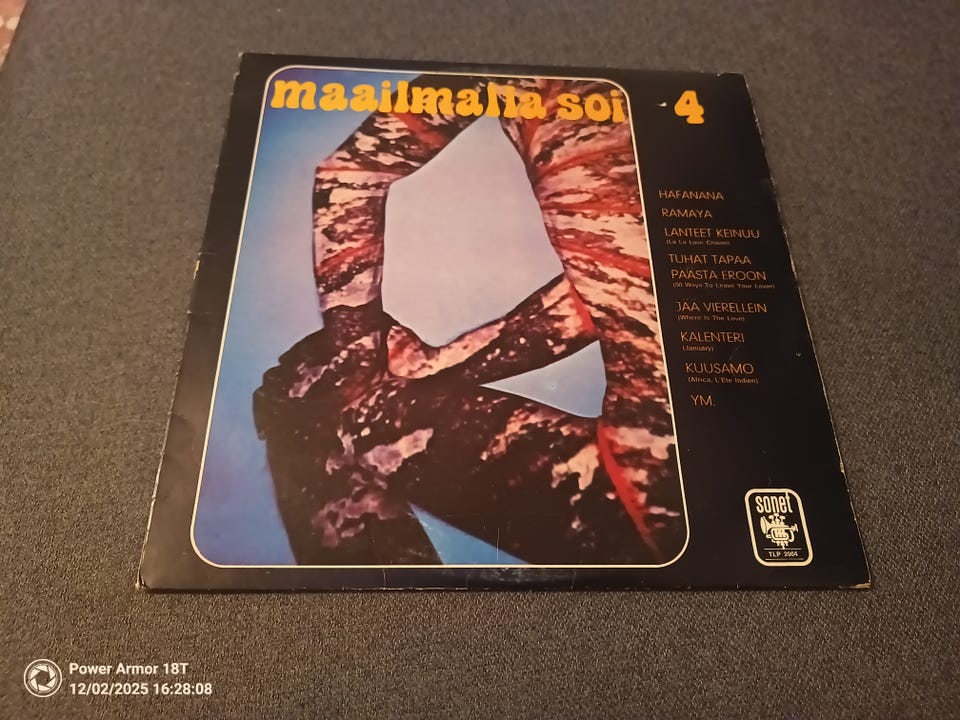 maailmalla soi 4
HAFANANA
RAMAYA
LANTEET KEINUU
(La La Love Chants)
TUHAT TAPAA
PÄÄSTÄ EROON
(50 Ways To Leave Your Lover)
JÄÄ VIERELLEIN
(Where Is The Love)
KALENTERI
(January)
KUUSAMO
(Africa, L'Ete Indien)
YM.
sonet
TLP 2004
Power Armor 18T
12/02/2025 16:28:08